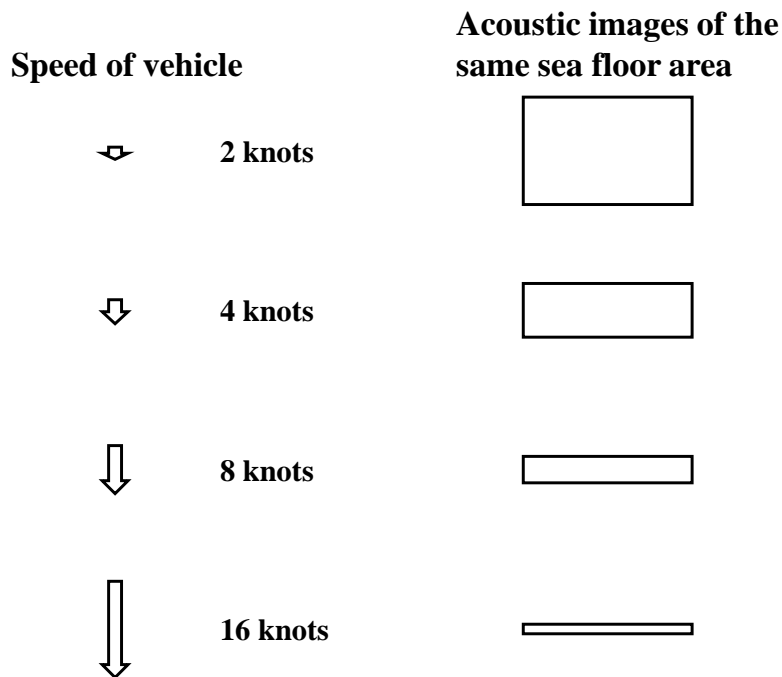 Speed of vehicle
Acoustic images of the
same sea floor area
2 knots
4 knots
8 knots
16 knots